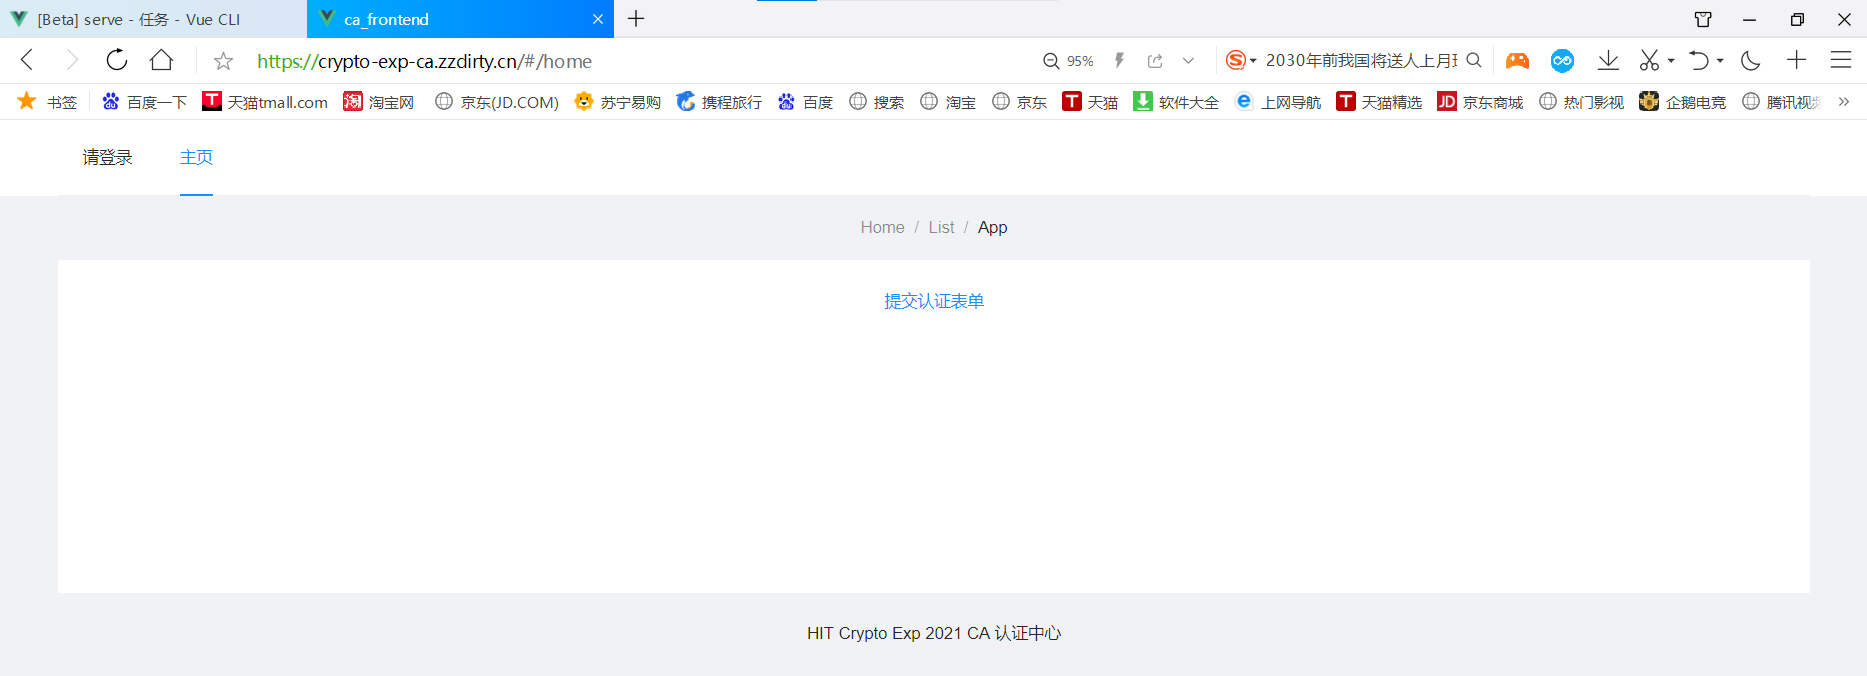 [Beta] serve - 任务 - Vue CLI
ca_frontend
https://crypto-exp-ca.zzdirty.cn/#/home
95%
2030年前我国将送人上月
书签 百度一下 天猫tmall.com 淘宝网 京东(JD.COM) 苏宁易购 携程旅行 百度 搜索 淘宝 京东 天猫 软件大全 上网导航 天猫精选 京东商城 热门影视 企鹅电竞 腾讯视频
请登录 主页
Home / List / App
提交认证表单
HIT Crypto Exp 2021 CA 认证中心